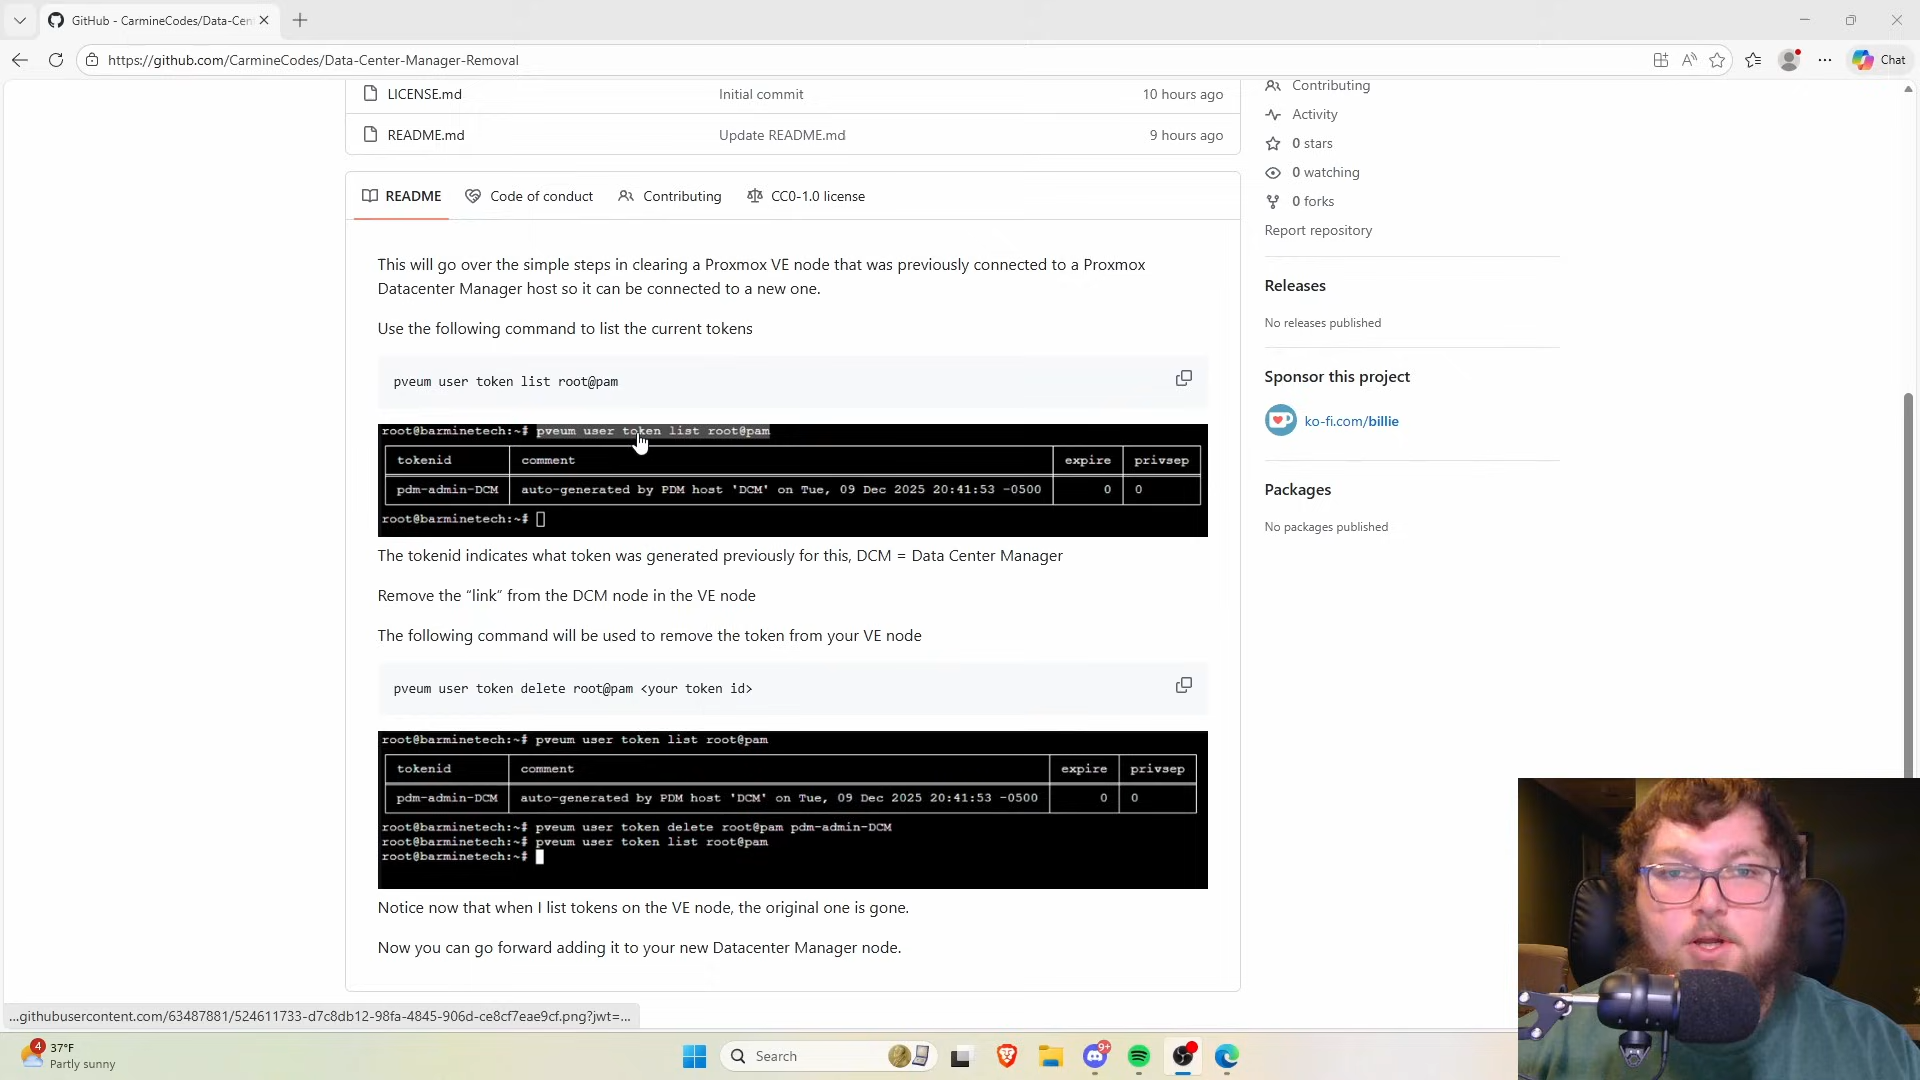 GitHub - CarmineCodes/Data-Cen
https://github.com/CarmineCodes/Data-Center-Manager-Removal
Chat
LICENSE.md
Initial commit
10 hours ago
README.md
Update README.md
9 hours ago
README
Code of conduct
Contributing
CC0-1.0 license
This will go over the simple steps in clearing a Proxmox VE node that was previously connected to a Proxmox
Datacenter Manager host so it can be connected to a new one.
Use the following command to list the current tokens
pveum user token list root@pam
root@barminetech:~# pveum user token list root@pam
tokenid comment expire privsep
pdm-admin-DCM auto-generated by PDM host 'DCM' on Tue, 09 Dec 2025 20:41:53 -0500 0 0
root@barminetech:~#
The tokenid indicates what token was generated previously for this, DCM = Data Center Manager
Remove the “link” from the DCM node in the VE node
The following command will be used to remove the token from your VE node
pveum user token delete root@pam <your token id>
root@barminetech:~# pveum user token list root@pam
tokenid comment expire privsep
pdm-admin-DCM auto-generated by PDM host 'DCM' on Tue, 09 Dec 2025 20:41:53 -0500 0 0
root@barminetech:~# pveum user token delete root@pam pdm-admin-DCM
root@barminetech:~# pveum user token list root@pam
root@barminetech:~#
Notice now that when I list tokens on the VE node, the original one is gone.
Now you can go forward adding it to your new Datacenter Manager node.
Contributing
Activity
0 stars
0 watching
0 forks
Report repository
Releases
No releases published
Sponsor this project
ko-fi.com/billie
Packages
No packages published
...githubusercontent.com/63487881/524611733-d7c8db12-98fa-4845-906d-ce8cf7eae9cf.png?jwt=...
4
37°F
Partly sunny
Search
9+